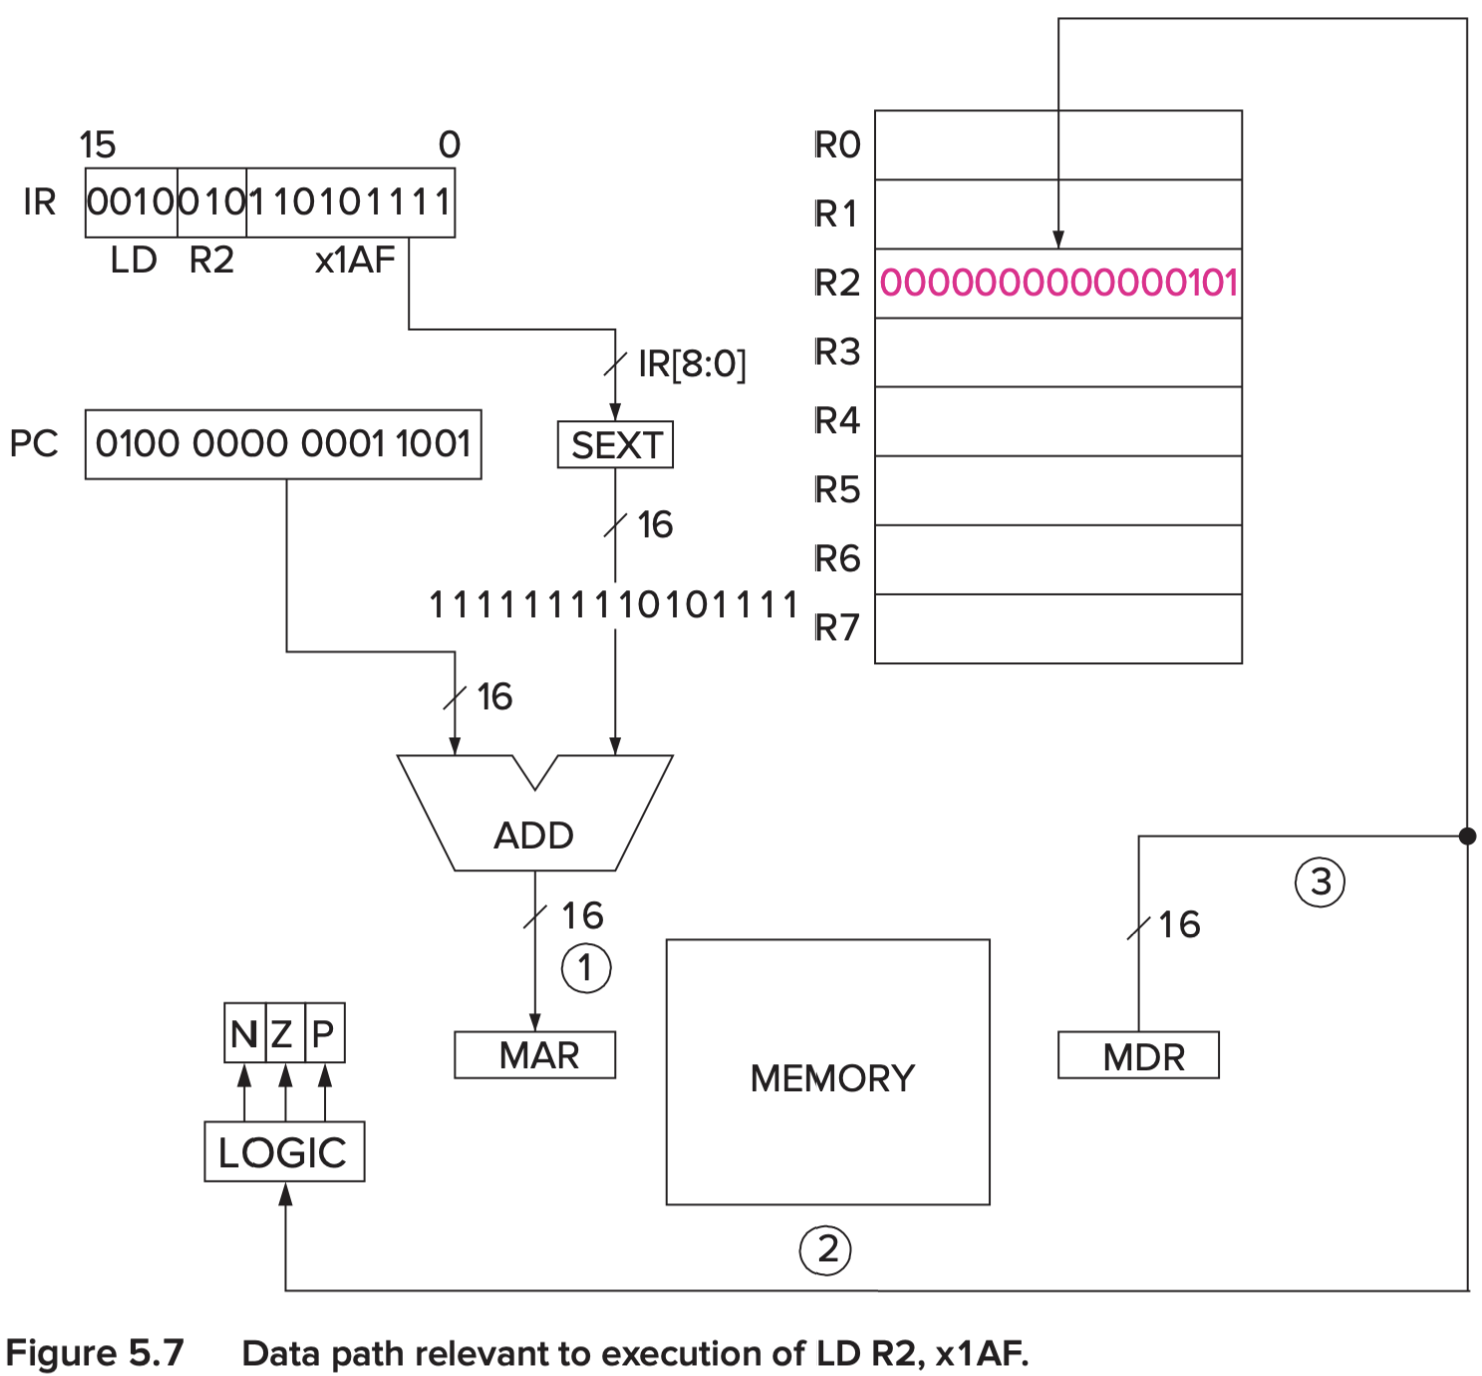 15 0
IR 0010 010 110101111
LD R2 x1AF
IR[8:0]
PC 0100 0000 0001 1001
SEXT
16
1111111110101111
16
ADD
16
1
MAR
N Z P
LOGIC
MEMORY
2
R0
R1
R2 0000000000000101
R3
R4
R5
R6
R7
3
16
MDR
Figure 5.7 Data path relevant to execution of LD R2, x1AF.